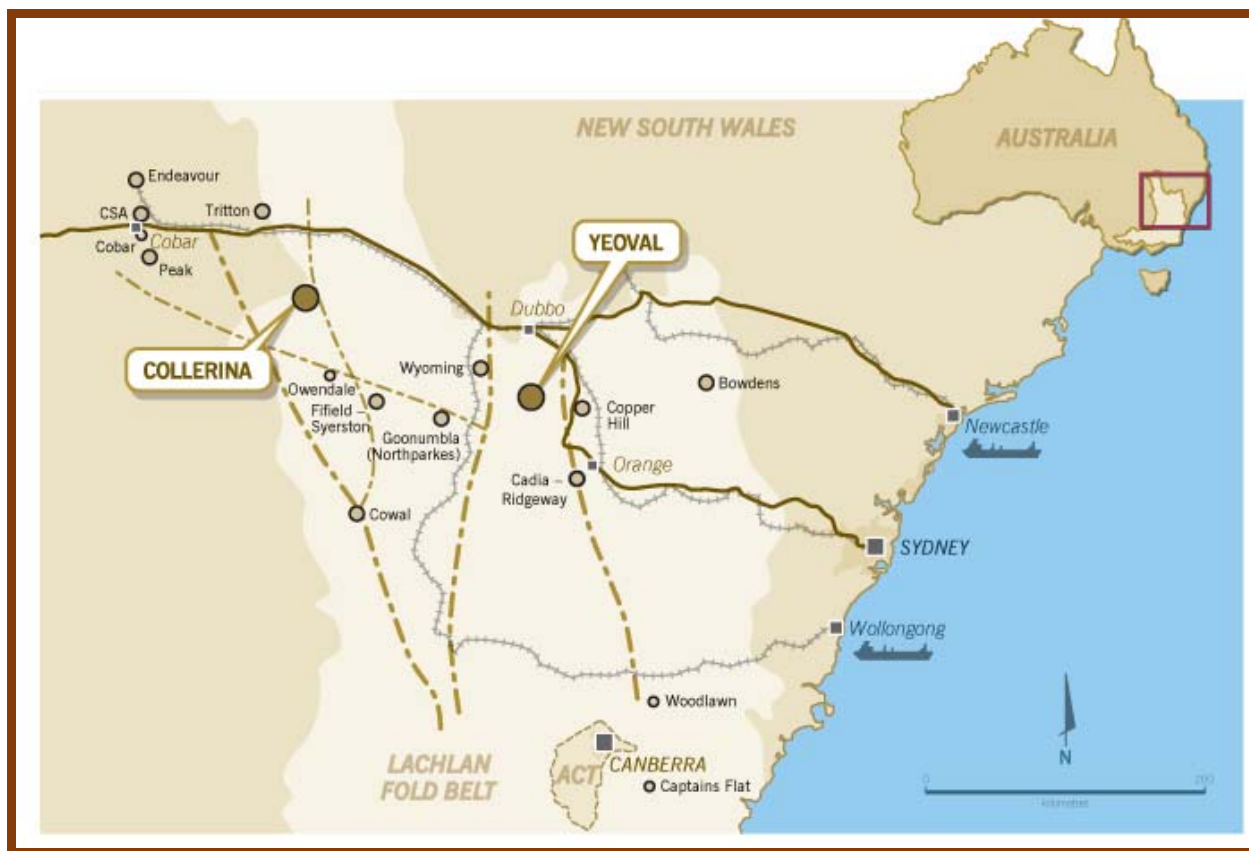 NEW SOUTH WALES
AUSTRALIA
Endeavour
CSA
Tritton
Cobar
Cobar
Peak
YEOVAL
Dubbo
COLLERINA
Wyoming
Owendale
Fifield –
Syerston
Goonumbla
(Northparkes)
Bowdens
Copper
Hill
Newcastle
Orange
Cadia –
Ridgeway
Cowal
SYDNEY
Wollongong
Woodlawn
N
LACHLAN
FOLD BELT
ACT
CANBERRA
Captains Flat
0
200
kilometres